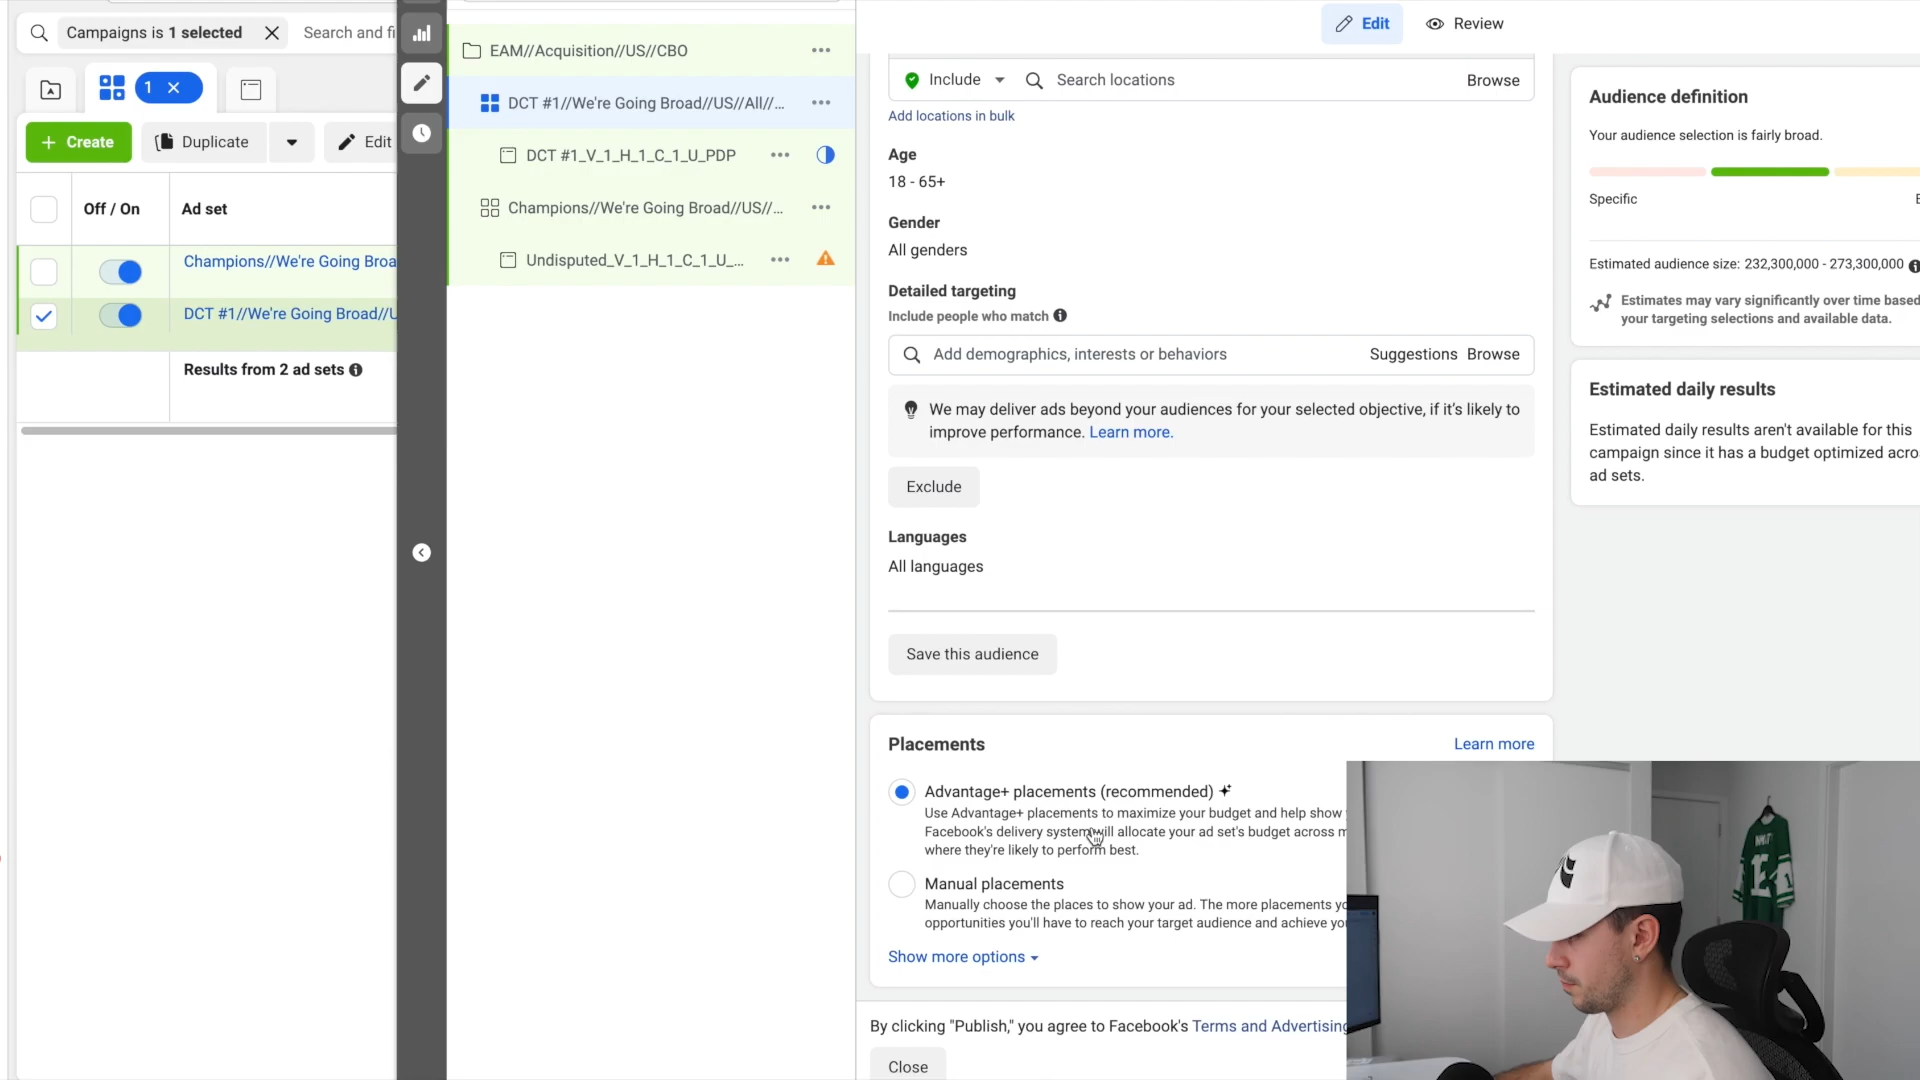 Campaigns is 1 selected
Search and fi
1
Create
Duplicate
Edit
Off / On
Ad set
Champions//We're Going Broa
DCT #1//We're Going Broad//U
Results from 2 ad sets
EAM//Acquisition//US//CBO
DCT #1//We're Going Broad//US//All//...
DCT #1_V_1_H_1_C_1_U_PDP
Champions//We're Going Broad//US//...
Undisputed_V_1_H_1_C_1_U_...
Edit
Review
Include
Search locations
Browse
Add locations in bulk
Age
18 - 65+
Gender
All genders
Detailed targeting
Include people who match
Add demographics, interests or behaviors
Suggestions
Browse
We may deliver ads beyond your audiences for your selected objective, if it's likely to
improve performance. Learn more.
Exclude
Languages
All languages
Save this audience
Placements
Learn more
Advantage+ placements (recommended)
Use Advantage+ placements to maximize your budget and help show
Facebook's delivery system will allocate your ad set's budget across m
where they're likely to perform best.
Manual placements
Manually choose the places to show your ad. The more placements yo
opportunities you'll have to reach your target audience and achieve you
Show more options
By clicking "Publish," you agree to Facebook's Terms and Advertising
Close
Audience definition
Your audience selection is fairly broad.
Specific
Estimated audience size: 232,300,000 - 273,300,000
Estimates may vary significantly over time based
your targeting selections and available data.
Estimated daily results
Estimated daily results aren't available for this
campaign since it has a budget optimized acro
ad sets.